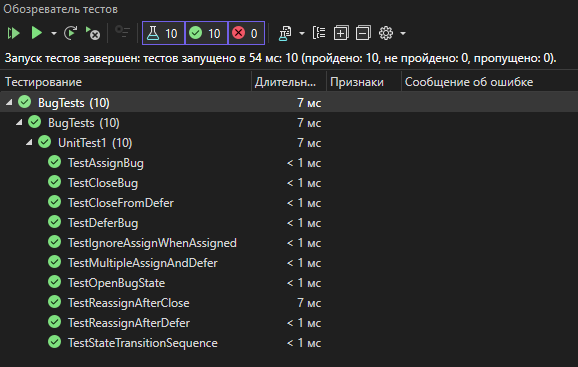 Обозреватель тестов
10 10 0
Запуск тестов завершен: тестов запущено в 54 мс: 10 (пройдено: 10, не пройдено: 0, пропущено: 0).
Тестирование Длительн... Признаки Сообщение об ошибке
BugTests (10) 7 мс
BugTests (10) 7 мс
UnitTest1 (10) 7 мс
TestAssignBug < 1 мс
TestCloseBug < 1 мс
TestCloseFromDefer < 1 мс
TestDeferBug < 1 мс
TestIgnoreAssignWhenAssigned < 1 мс
TestMultipleAssignAndDefer < 1 мс
TestOpenBugState < 1 мс
TestReassignAfterClose 7 мс
TestReassignAfterDefer < 1 мс
TestStateTransitionSequence < 1 мс